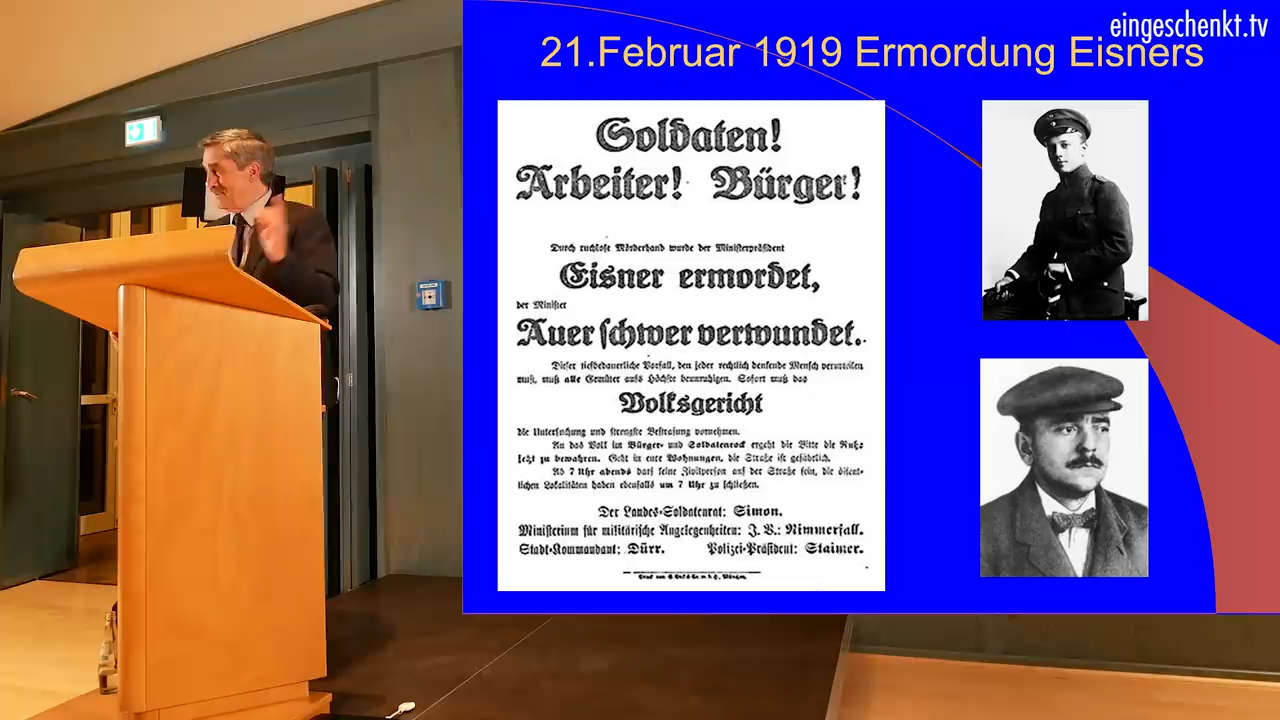 eingeschenkt.tv
21.Februar 1919 Ermordung Eisners
Soldaten!
Arbeiter! Bürger!
Durch ruchlose Mörderhand wurde der Ministerpräsident
Eisner ermordet,
der Minister
Auer schwer verwundet.
Dieser tiefbedauerliche Vorfall, den jeder rechtlich denkende Mensch verurteilen
muß, muß alle Gemüter aufs Höchste beunruhigen. Sofort muß das
Volksgericht
die Untersuchung und strengste Bestrafung vornehmen.
An das Volk im Bürger- und Soldatenrock ergeht die Bitte die Ruhe
jetzt zu bewahren. Geht in eure Wohnungen, die Straße ist gefährlich.
Ab 7 Uhr abends darf keine Zivilperson auf der Straße sein, die öffent-
lichen Lokalitäten haben ebenfalls um 7 Uhr zu schließen.
Der Landes-Soldatenrat: Simon.
Ministerium für militärische Angelegenheiten: J. V.: Nimmerfall.
Stadt-Kommandant: Dürr. Polizei-Präsident: Staimer.